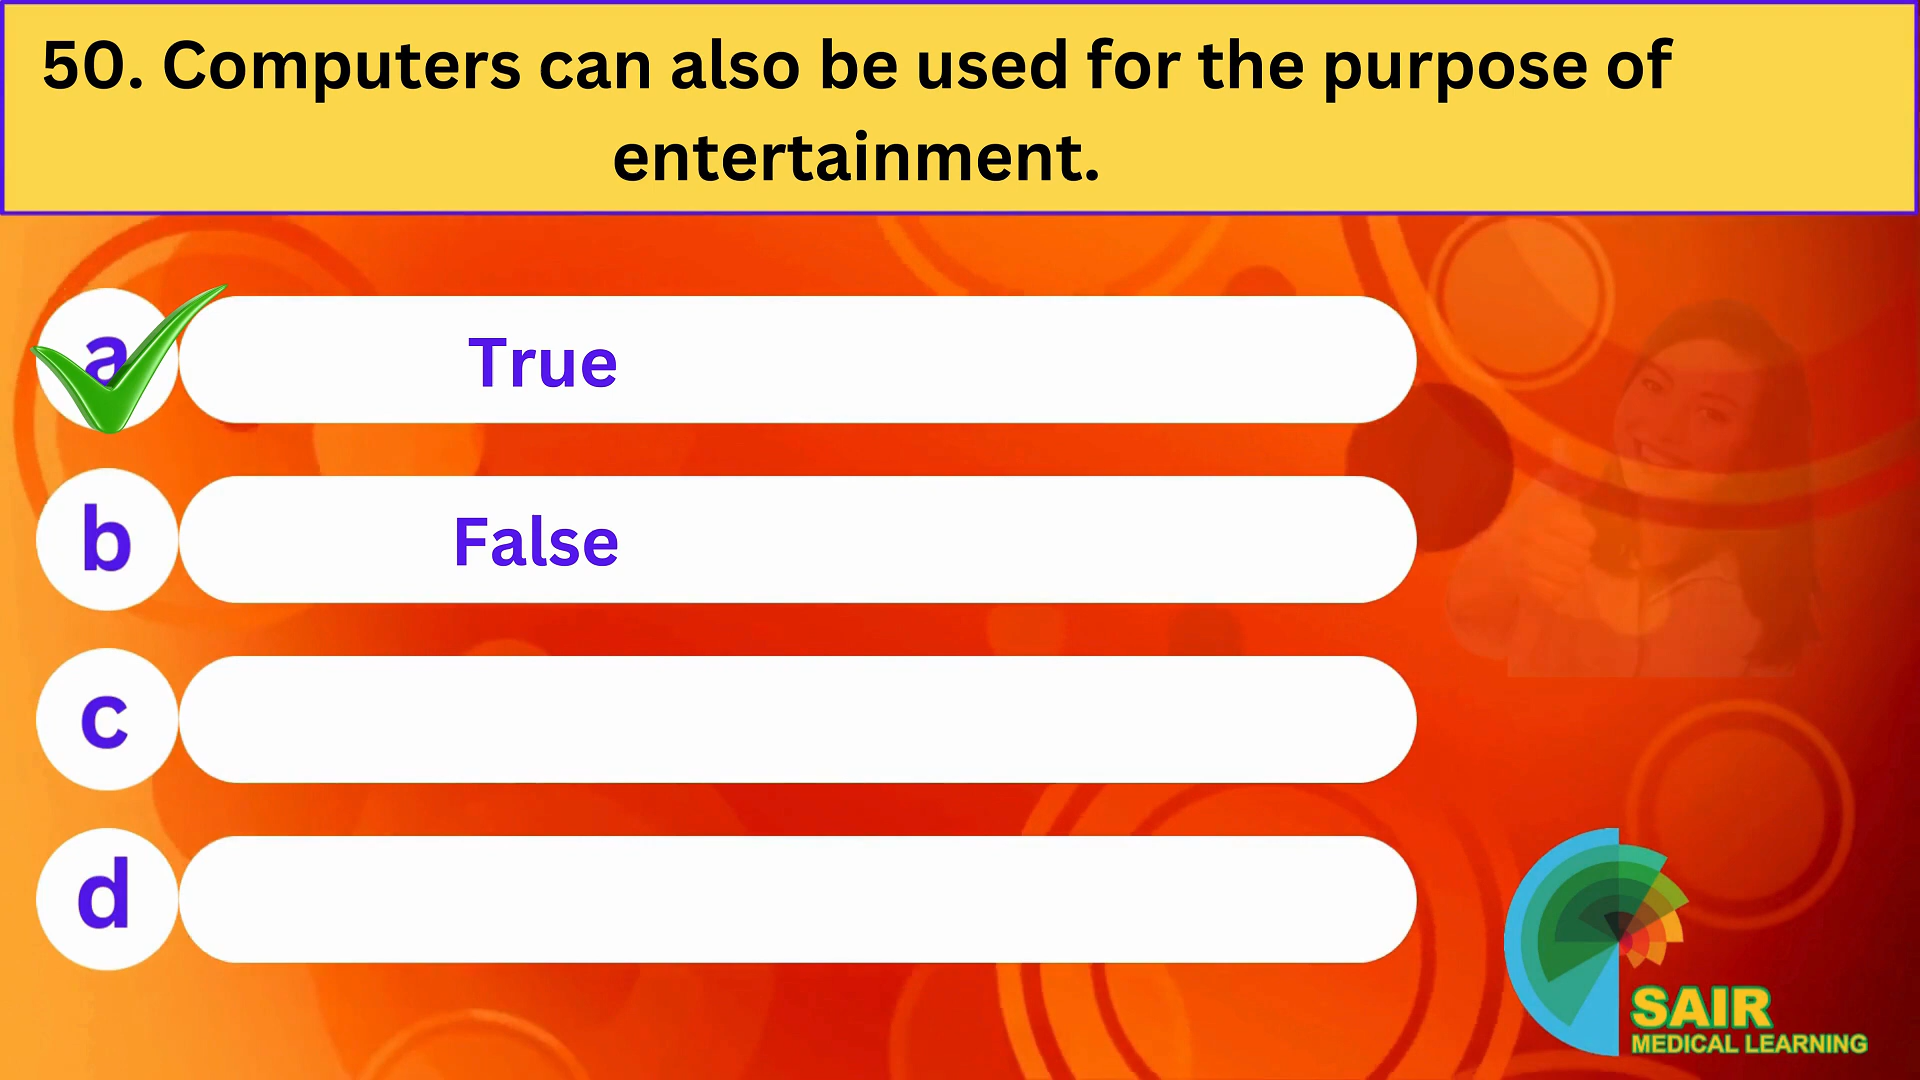 50. Computers can also be used for the purpose of
entertainment.
a
True
b
False
c
d
SAIR
MEDICAL LEARNING